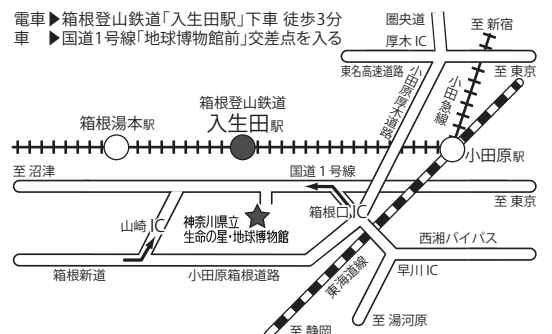 電車▶箱根登山鉄道「入生田駅」下車 徒歩3分
車 ▶国道1号線「地球博物館前」交差点を入る
圏央道
厚木 IC
至 新宿
東名高速道路
小田原厚木道路
小田急線
至 東京
箱根登山鉄道
入生田駅
箱根湯本駅
小田原駅
至 沼津
国道1号線
至 東京
山崎 IC
神奈川県立
生命の星・地球博物館
箱根口 IC
西湘バイパス
箱根新道
小田原箱根道路
東海道線
早川 IC
至 静岡
至 湯河原